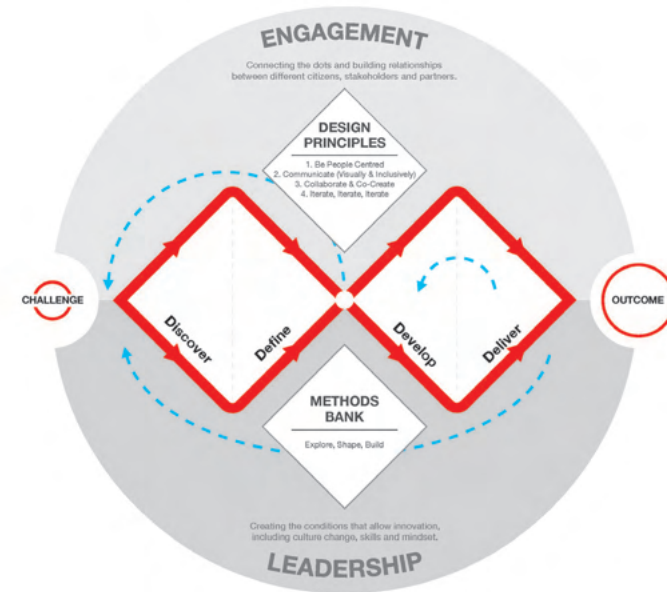 ENGAGEMENT
Connecting the dots and building relationships
between different citizens, stakeholders and partners.
DESIGN
PRINCIPLES
1. Be People Centred
2. Communicate (Visually & Inclusively)
3. Collaborate & Co-Create
4. Iterate, Iterate, Iterate
CHALLENGE
OUTCOME
Discover
Define
Develop
Deliver
METHODS
BANK
Explore, Shape, Build
Creating the conditions that allow innovation,
including culture change, skills and mindset.
LEADERSHIP